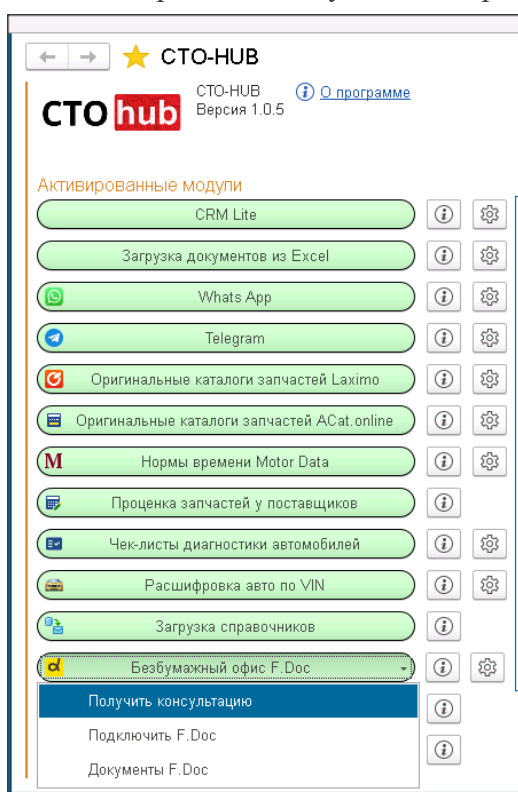 СТО-HUB
СТО hub
СТО-HUB
Версия 1.0.5
О программе
Активированные модули
CRM Lite
Загрузка документов из Excel
Whats App
Telegram
Оригинальные каталоги запчастей Laximo
Оригинальные каталоги запчастей ACat.online
M
Нормы времени Motor Data
Проценка запчастей у поставщиков
Чек-листы диагностики автомобилей
Расшифровка авто по VIN
Загрузка справочников
Безбумажный офис F.Doc
Получить консультацию
Подключить F.Doc
Документы F.Doc